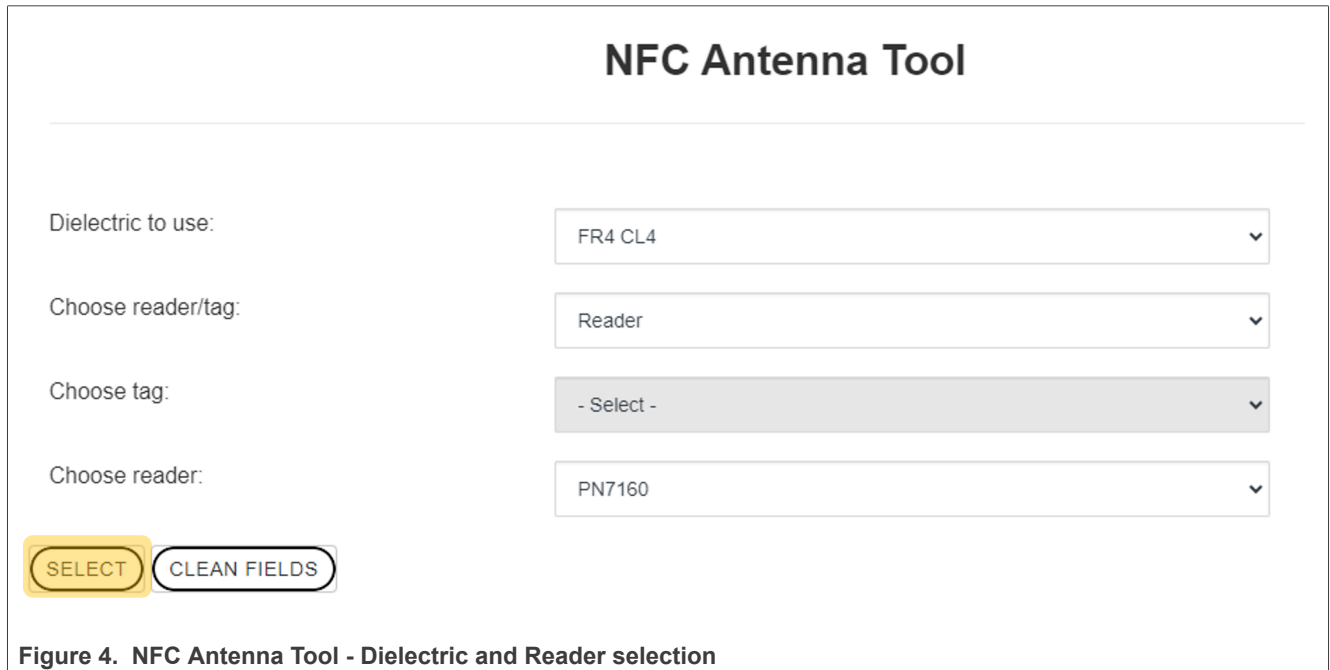 NFC Antenna Tool
Dielectric to use:
FR4 CL4
Choose reader/tag:
Reader
Choose tag:
- Select -
Choose reader:
PN7160
SELECT CLEAN FIELDS
Figure 4. NFC Antenna Tool - Dielectric and Reader selection